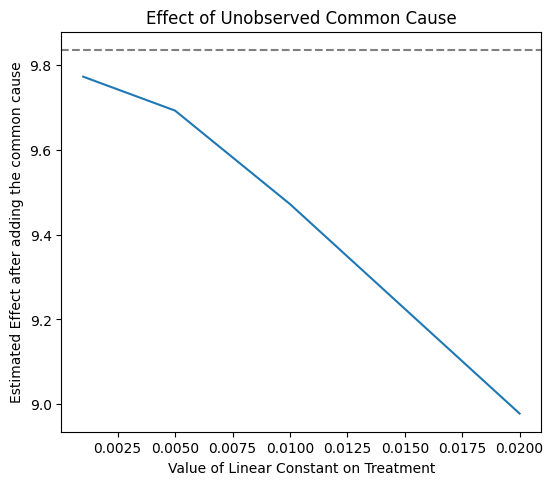 Effect of Unobserved Common Cause
Estimated Effect after adding the common cause
9.8
9.6
9.4
9.2
9.0
0.0025 0.0050 0.0075 0.0100 0.0125 0.0150 0.0175 0.0200
Value of Linear Constant on Treatment